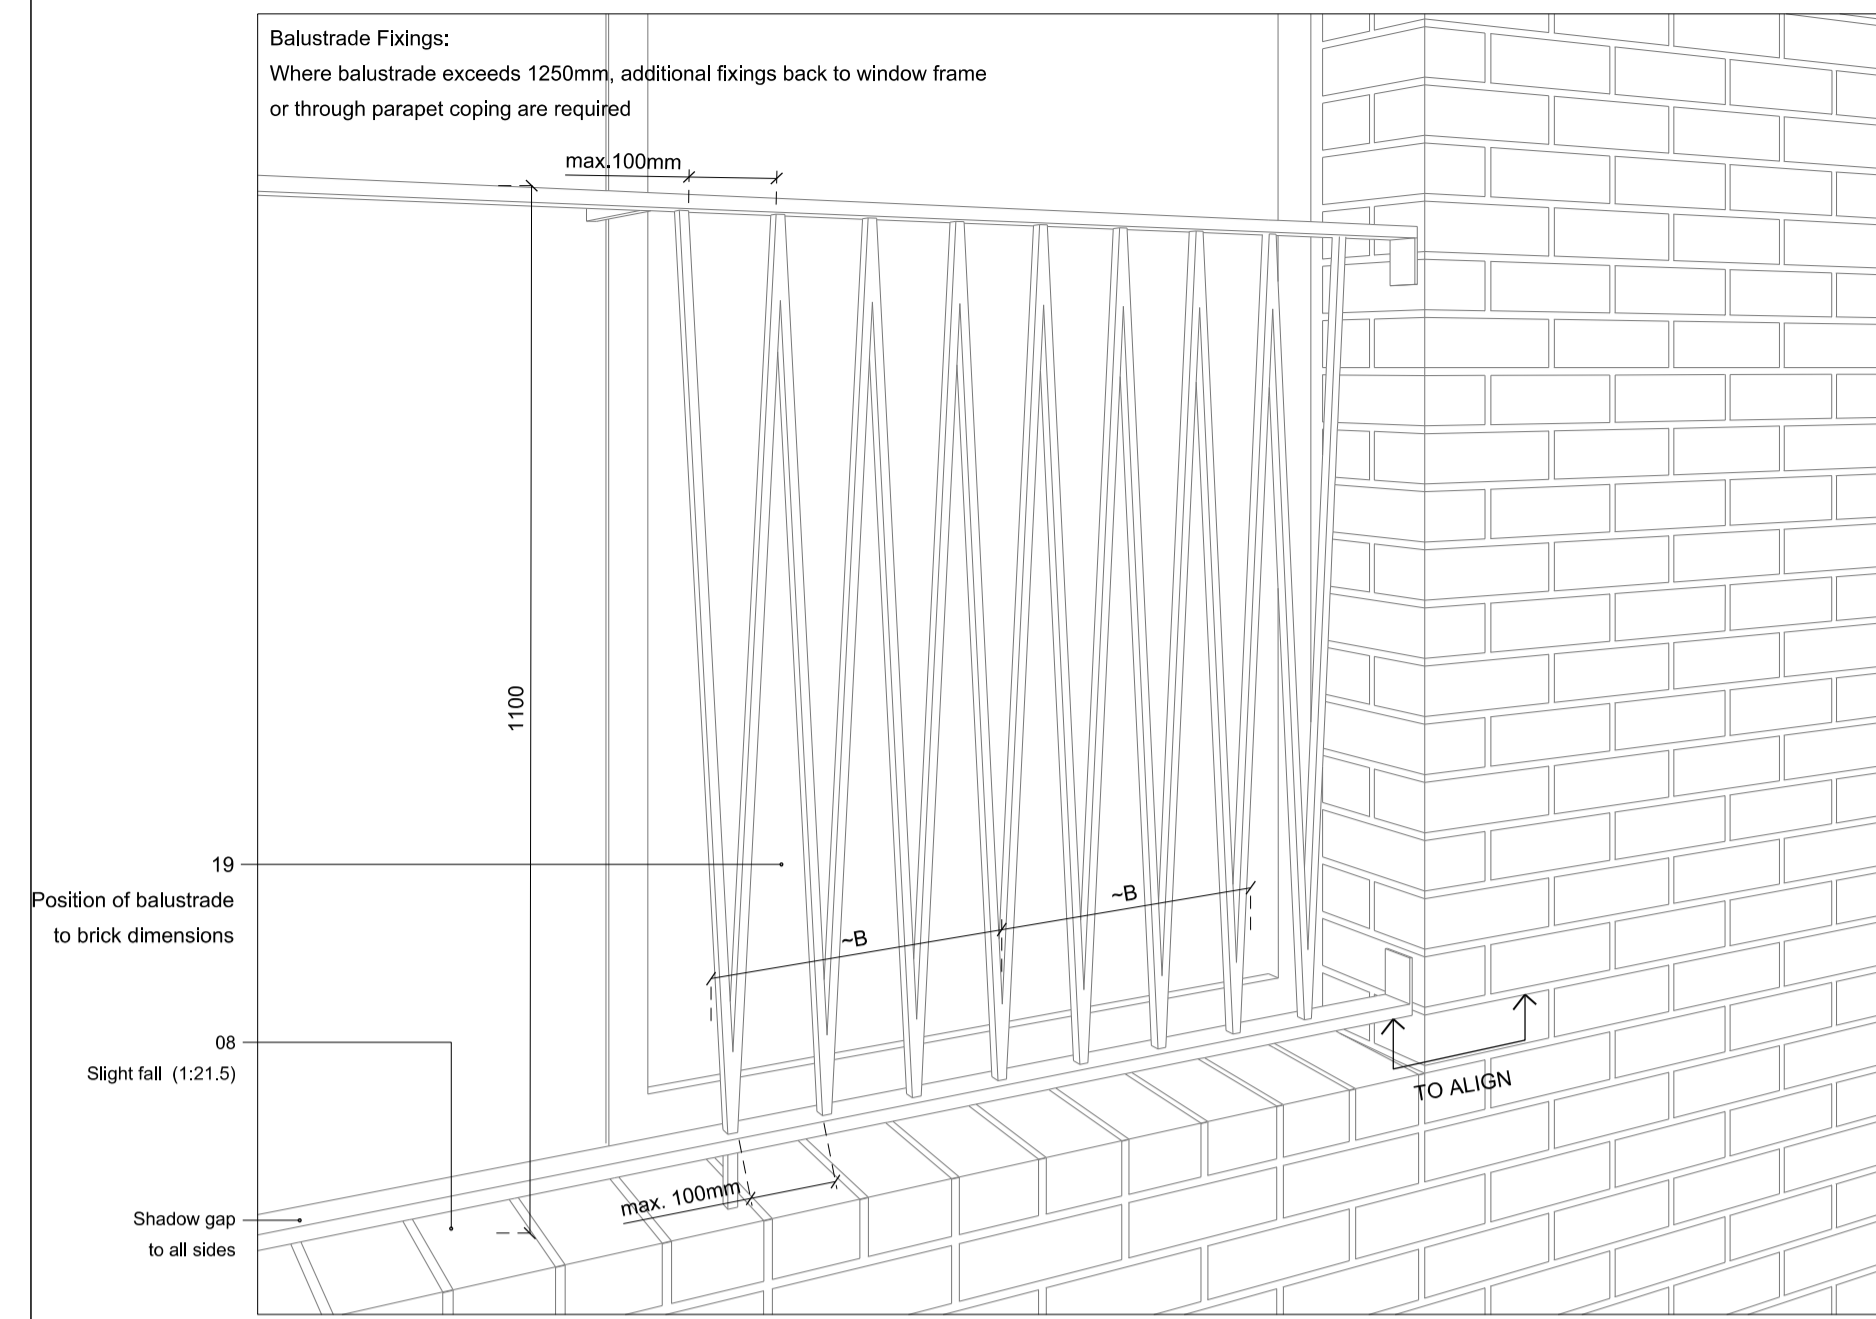 Balustrade Fixings:
Where balustrade exceeds 1250mm, additional fixings back to window frame
or through parapet coping are required
max.100mm
1100
19
Position of balustrade
to brick dimensions
~B
~B
08
Slight fall (1:21.5)
TO ALIGN
max. 100mm
Shadow gap
to all sides